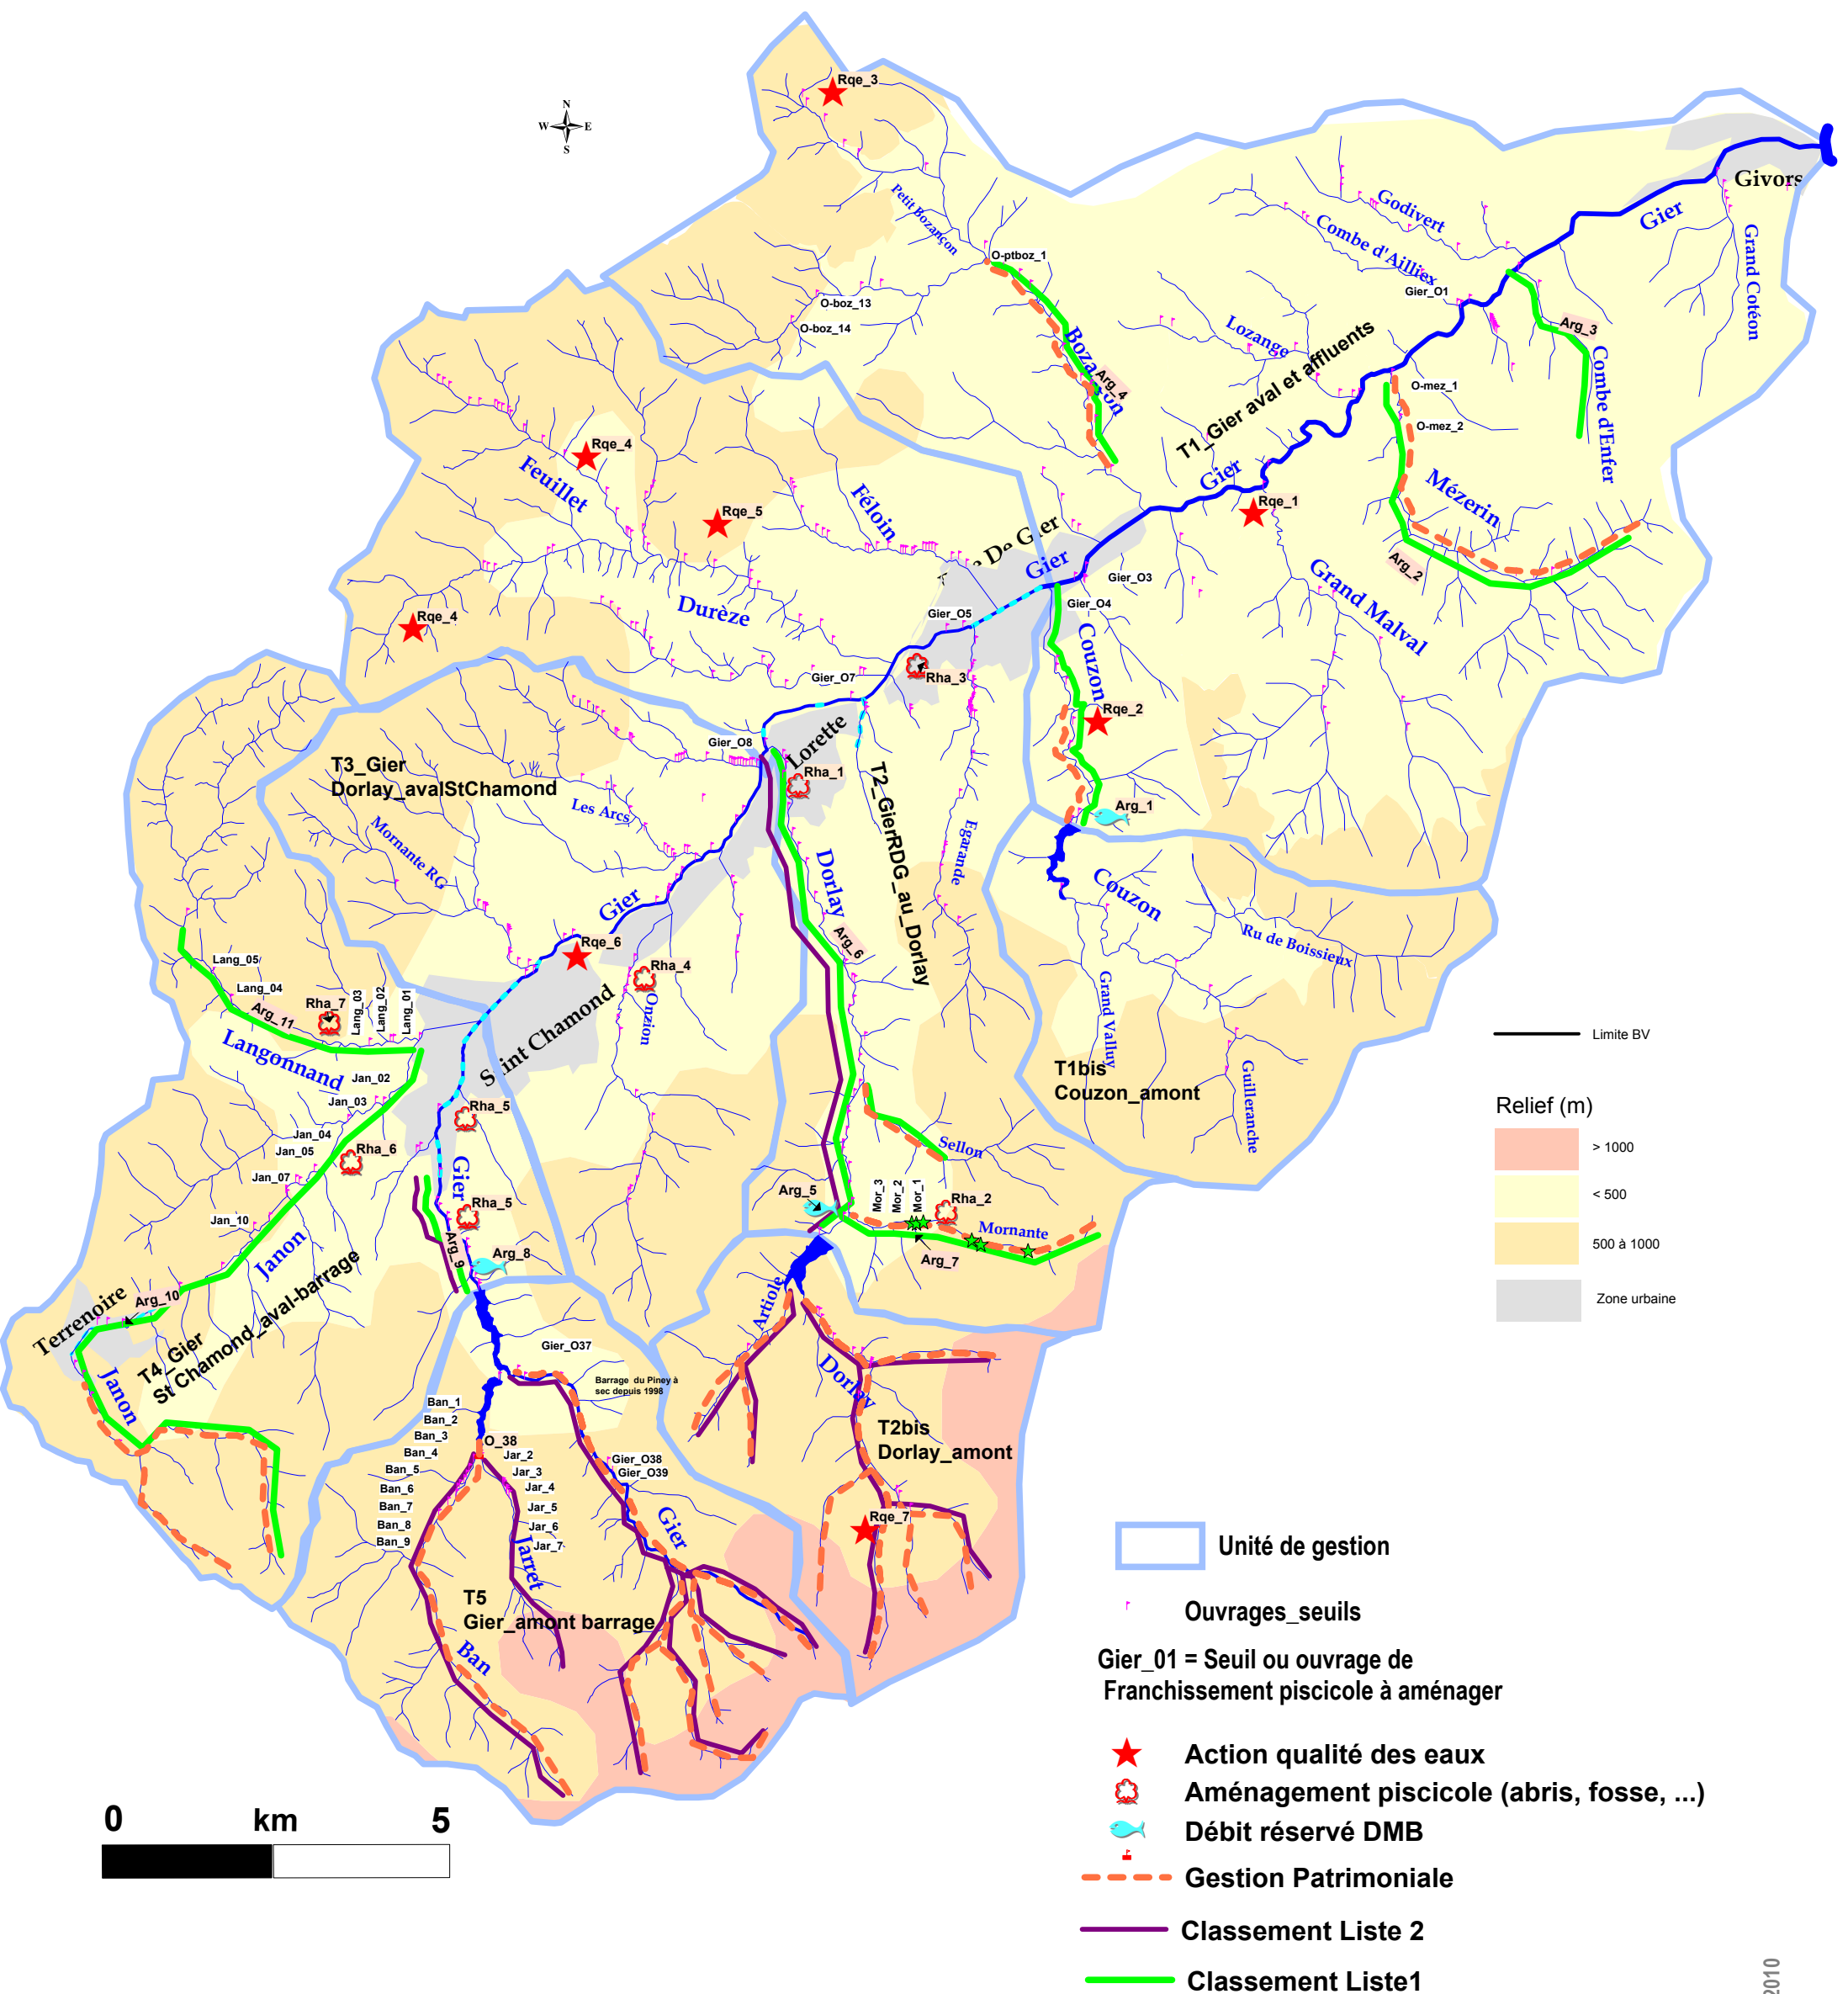 Rqe_3
N
W E
S
Givors
Gier
Godivert
Combe d'Ailliex
Grand Cotéon
Petit Bozançon
O-ptboz_1
O-boz_13
O-boz_14
Gier_O1
Arg_3
Combe d'Enfer
Lozange
T1_Gier aval et affluents
Arg_4
O-mez_1
O-mez_2
Mézerin
Arg_2
Rqe_4
Feuillet
Rqe_5
Féloin
De Gier
Gier
Gier
Rqe_1
Grand Malval
Gier_O3
Gier_O4
Gier_O5
Couzon
Durèze
Rqe_4
Gier_O7
Rha_3
Rqe_2
Gier_O8
Lorette
Rha_1
T3_Gier
Dorlay_avalStChamond
Les Arcs
Mornante RG
T2_GierRDG_au_Dorlay
Egarande
Arg_1
Dorlay
Couzon
Ru de Boissieux
Gier
Rqe_6
Rha_4
Onzion
Arg_6
Grand Valluy
Guilleranche
T1bis
Couzon_amont
Lang_05
Lang_04
Rha_7
Lang_03
Lang_02
Lang_01
Arg_11
Langonnand
Saint Chamond
Jan_02
Jan_03
Jan_04
Jan_05
Jan_07
Jan_10
Rha_5
Rha_6
Gier
Rha_5
Arg_9
Arg_8
Janon
Sellon
Arg_5
Mor_3
Mor_2
Mor_1
Rha_2
Mornante
Arg_7
Limite BV
Relief (m)
> 1000
< 500
500 à 1000
Zone urbaine
Terrenoire
Arg_10
T4_Gier
St Chamond_aval-barrage
Janon
Artiole
Dorlay
Gier_O37
Barrage du Piney à
sec depuis 1998
T2bis
Dorlay_amont
Ban_1
Ban_2
Ban_3
Ban_4
Ban_5
Ban_6
Ban_7
Ban_8
Ban_9
O_38
Jar_2
Jar_3
Jar_4
Jar_5
Jar_6
Jar_7
Jarret
Gier_O38
Gier_O39
Gier
Rqe_7
T5
Gier_amont barrage
Ban
Unité de gestion
Ouvrages_seuils
Gier_01 = Seuil ou ouvrage de
Franchissement piscicole à aménager
Action qualité des eaux
Aménagement piscicole (abris, fosse, ...)
Débit réservé DMB
Gestion Patrimoniale
Classement Liste 2
Classement Liste1
0 km 5
2010